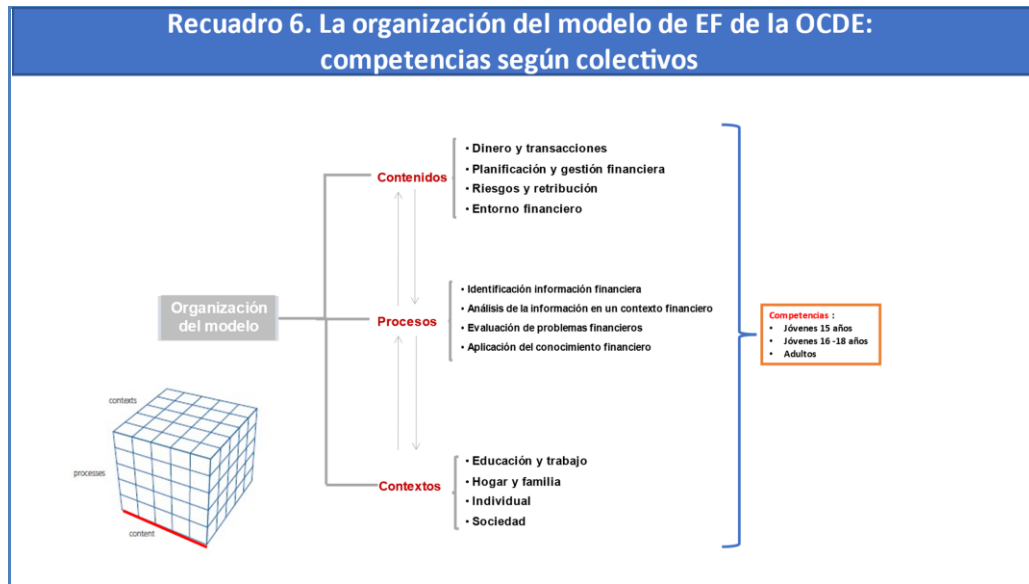 Recuadro 6. La organización del modelo de EF de la OCDE:
competencias según colectivos
Organización
del modelo
Contenidos
• Dinero y transacciones
• Planificación y gestión financiera
• Riesgos y retribución
• Entorno financiero
Procesos
• Identificación información financiera
• Análisis de la información en un contexto financiero
• Evaluación de problemas financieros
• Aplicación del conocimiento financiero
Contextos
• Educación y trabajo
• Hogar y familia
• Individual
• Sociedad
Competencias :
• Jóvenes 15 años
• Jóvenes 16 -18 años
• Adultos
contexts
processes
content